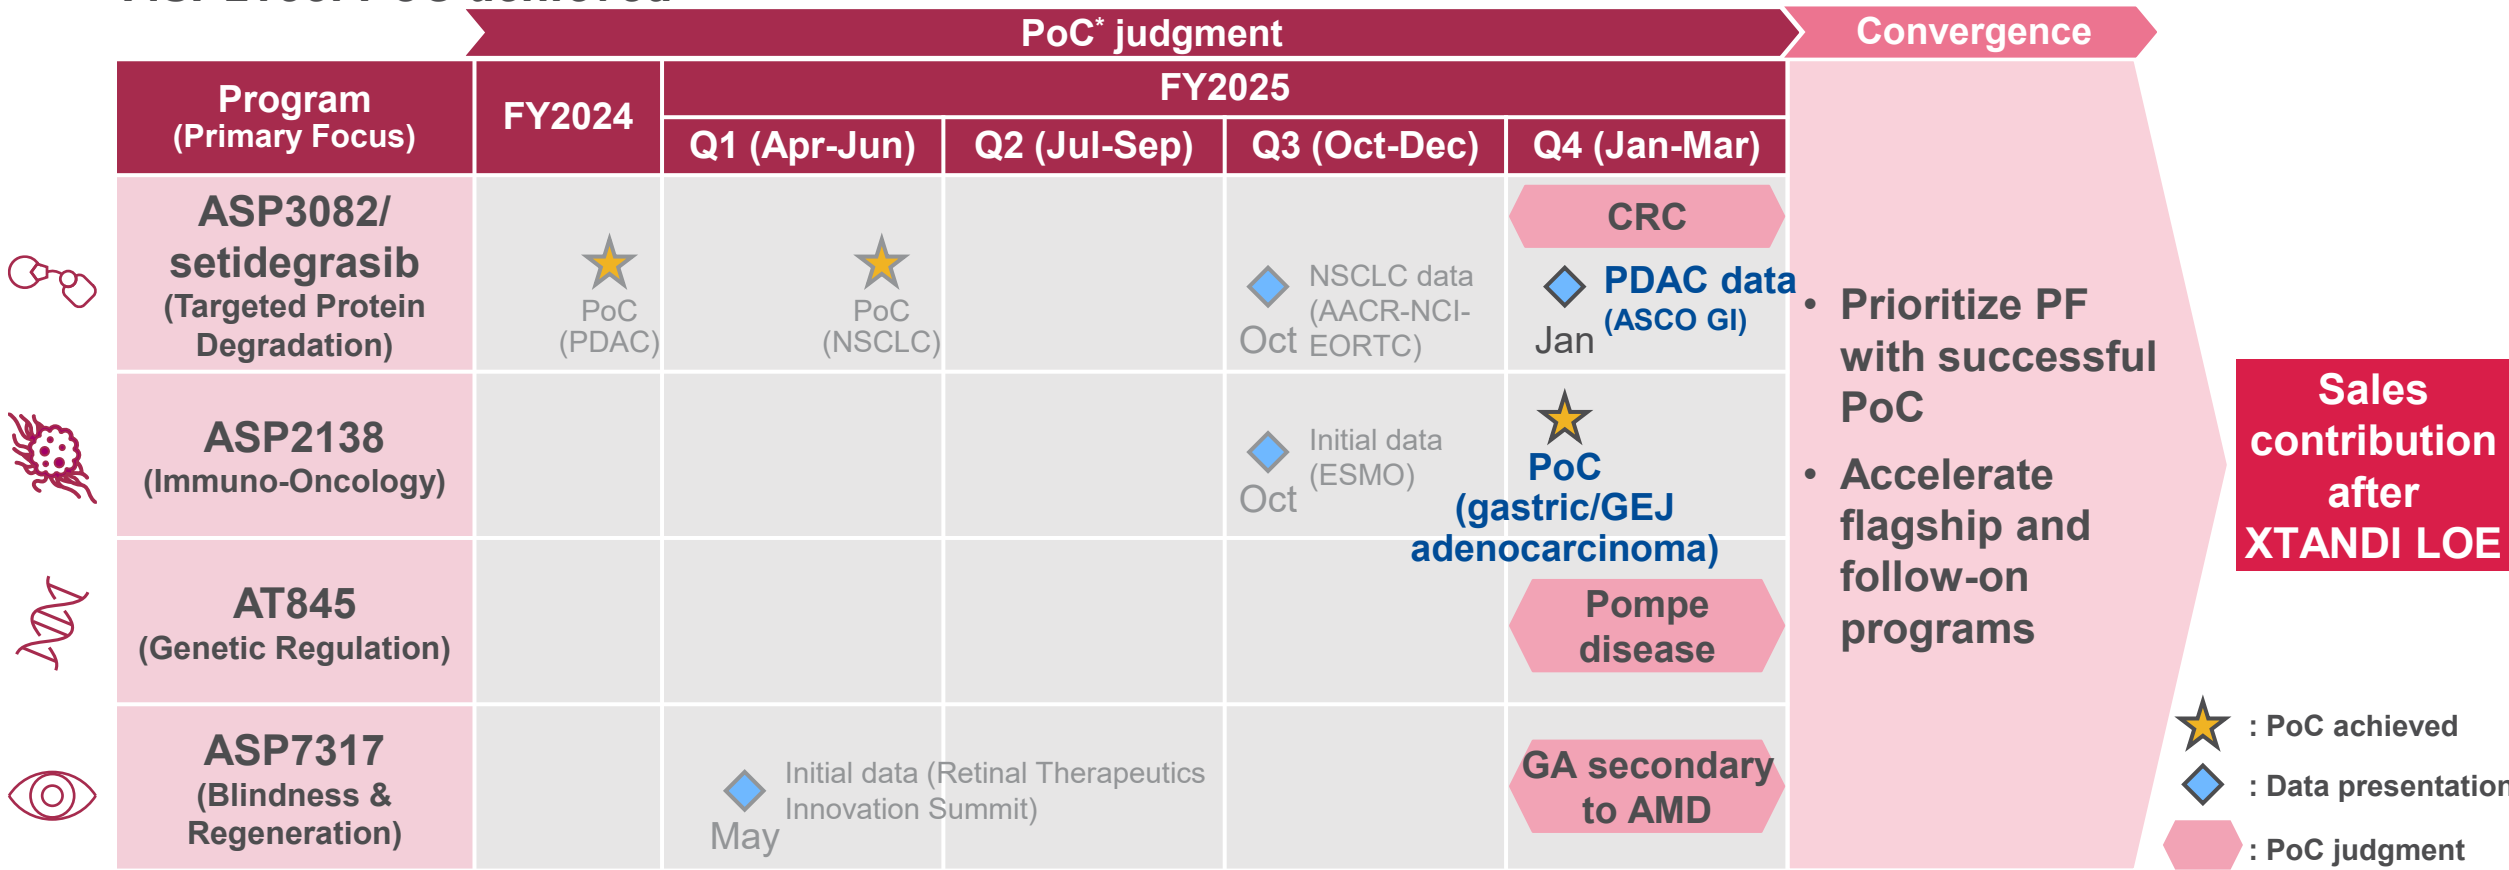 PoC* judgment
Convergence
Program
(Primary Focus)
FY2024
FY2025
Q1 (Apr-Jun)
Q2 (Jul-Sep)
Q3 (Oct-Dec)
Q4 (Jan-Mar)
ASP3082/
setidegrasib
(Targeted Protein
Degradation)
PoC
(PDAC)
PoC
(NSCLC)
Oct
NSCLC data
(AACR-NCI-
EORTC)
CRC
Jan
PDAC data
(ASCO GI)
ASP2138
(Immuno-Oncology)
Oct
Initial data
(ESMO)
PoC
(gastric/GEJ
adenocarcinoma)
AT845
(Genetic Regulation)
Pompe
disease
ASP7317
(Blindness &
Regeneration)
May
Initial data (Retinal Therapeutics
Innovation Summit)
GA secondary
to AMD
• Prioritize PF
with successful
PoC
• Accelerate
flagship and
follow-on
programs
Sales
contribution
after
XTANDI LOE
: PoC achieved
: Data presentation
: PoC judgment